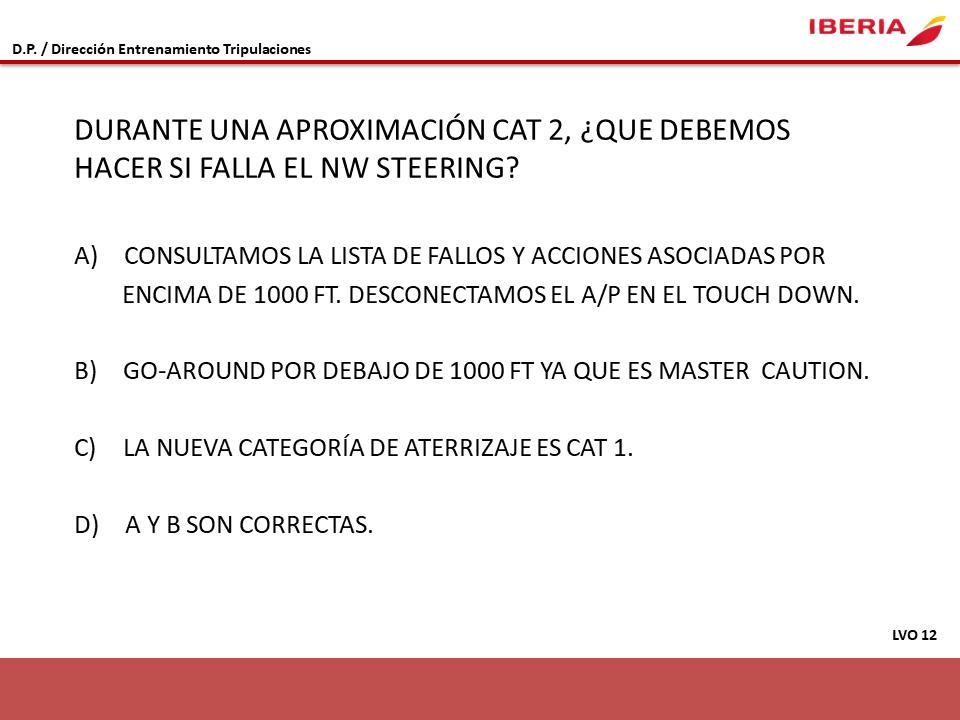 IBERIA
D.P. / Dirección Entrenamiento Tripulaciones
DURANTE UNA APROXIMACIÓN CAT 2, ¿QUE DEBEMOS
HACER SI FALLA EL NW STEERING?
A) CONSULTAMOS LA LISTA DE FALLOS Y ACCIONES ASOCIADAS POR
ENCIMA DE 1000 FT. DESCONECTAMOS EL A/P EN EL TOUCH DOWN.
B) GO-AROUND POR DEBAJO DE 1000 FT YA QUE ES MASTER CAUTION.
C) LA NUEVA CATEGORÍA DE ATERRIZAJE ES CAT 1.
D) A Y B SON CORRECTAS.
LVO 12